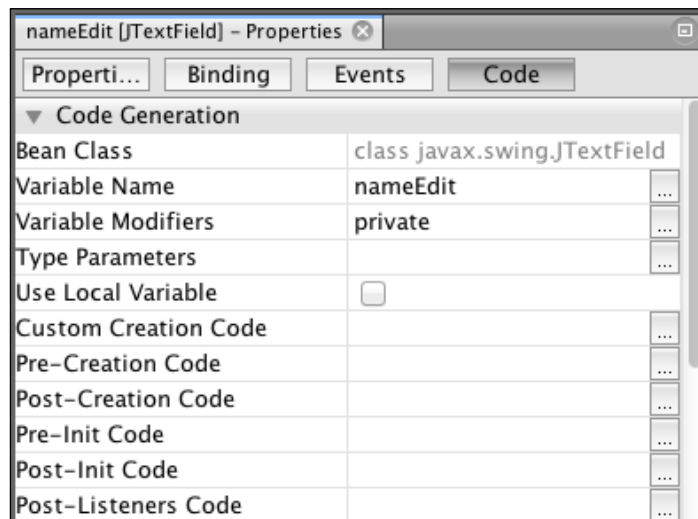 nameEdit [JTextField] – Properties
Properti... Binding Events Code
Code Generation
Bean Class class javax.swing.JTextField
Variable Name nameEdit ...
Variable Modifiers private ...
Type Parameters ...
Use Local Variable
Custom Creation Code ...
Pre-Creation Code ...
Post-Creation Code ...
Pre-Init Code ...
Post-Init Code ...
Post-Listeners Code ...